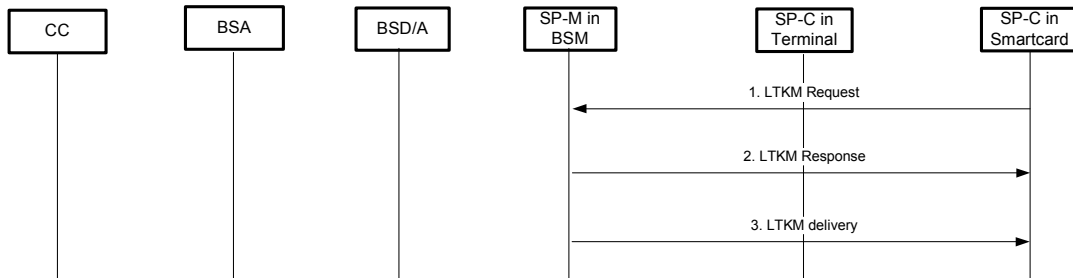 CC
BSA
BSD/A
SP-M in
BSM
SP-C in
Terminal
SP-C in
Smartcard
1. LTKM Request
2. LTKM Response
3. LTKM delivery